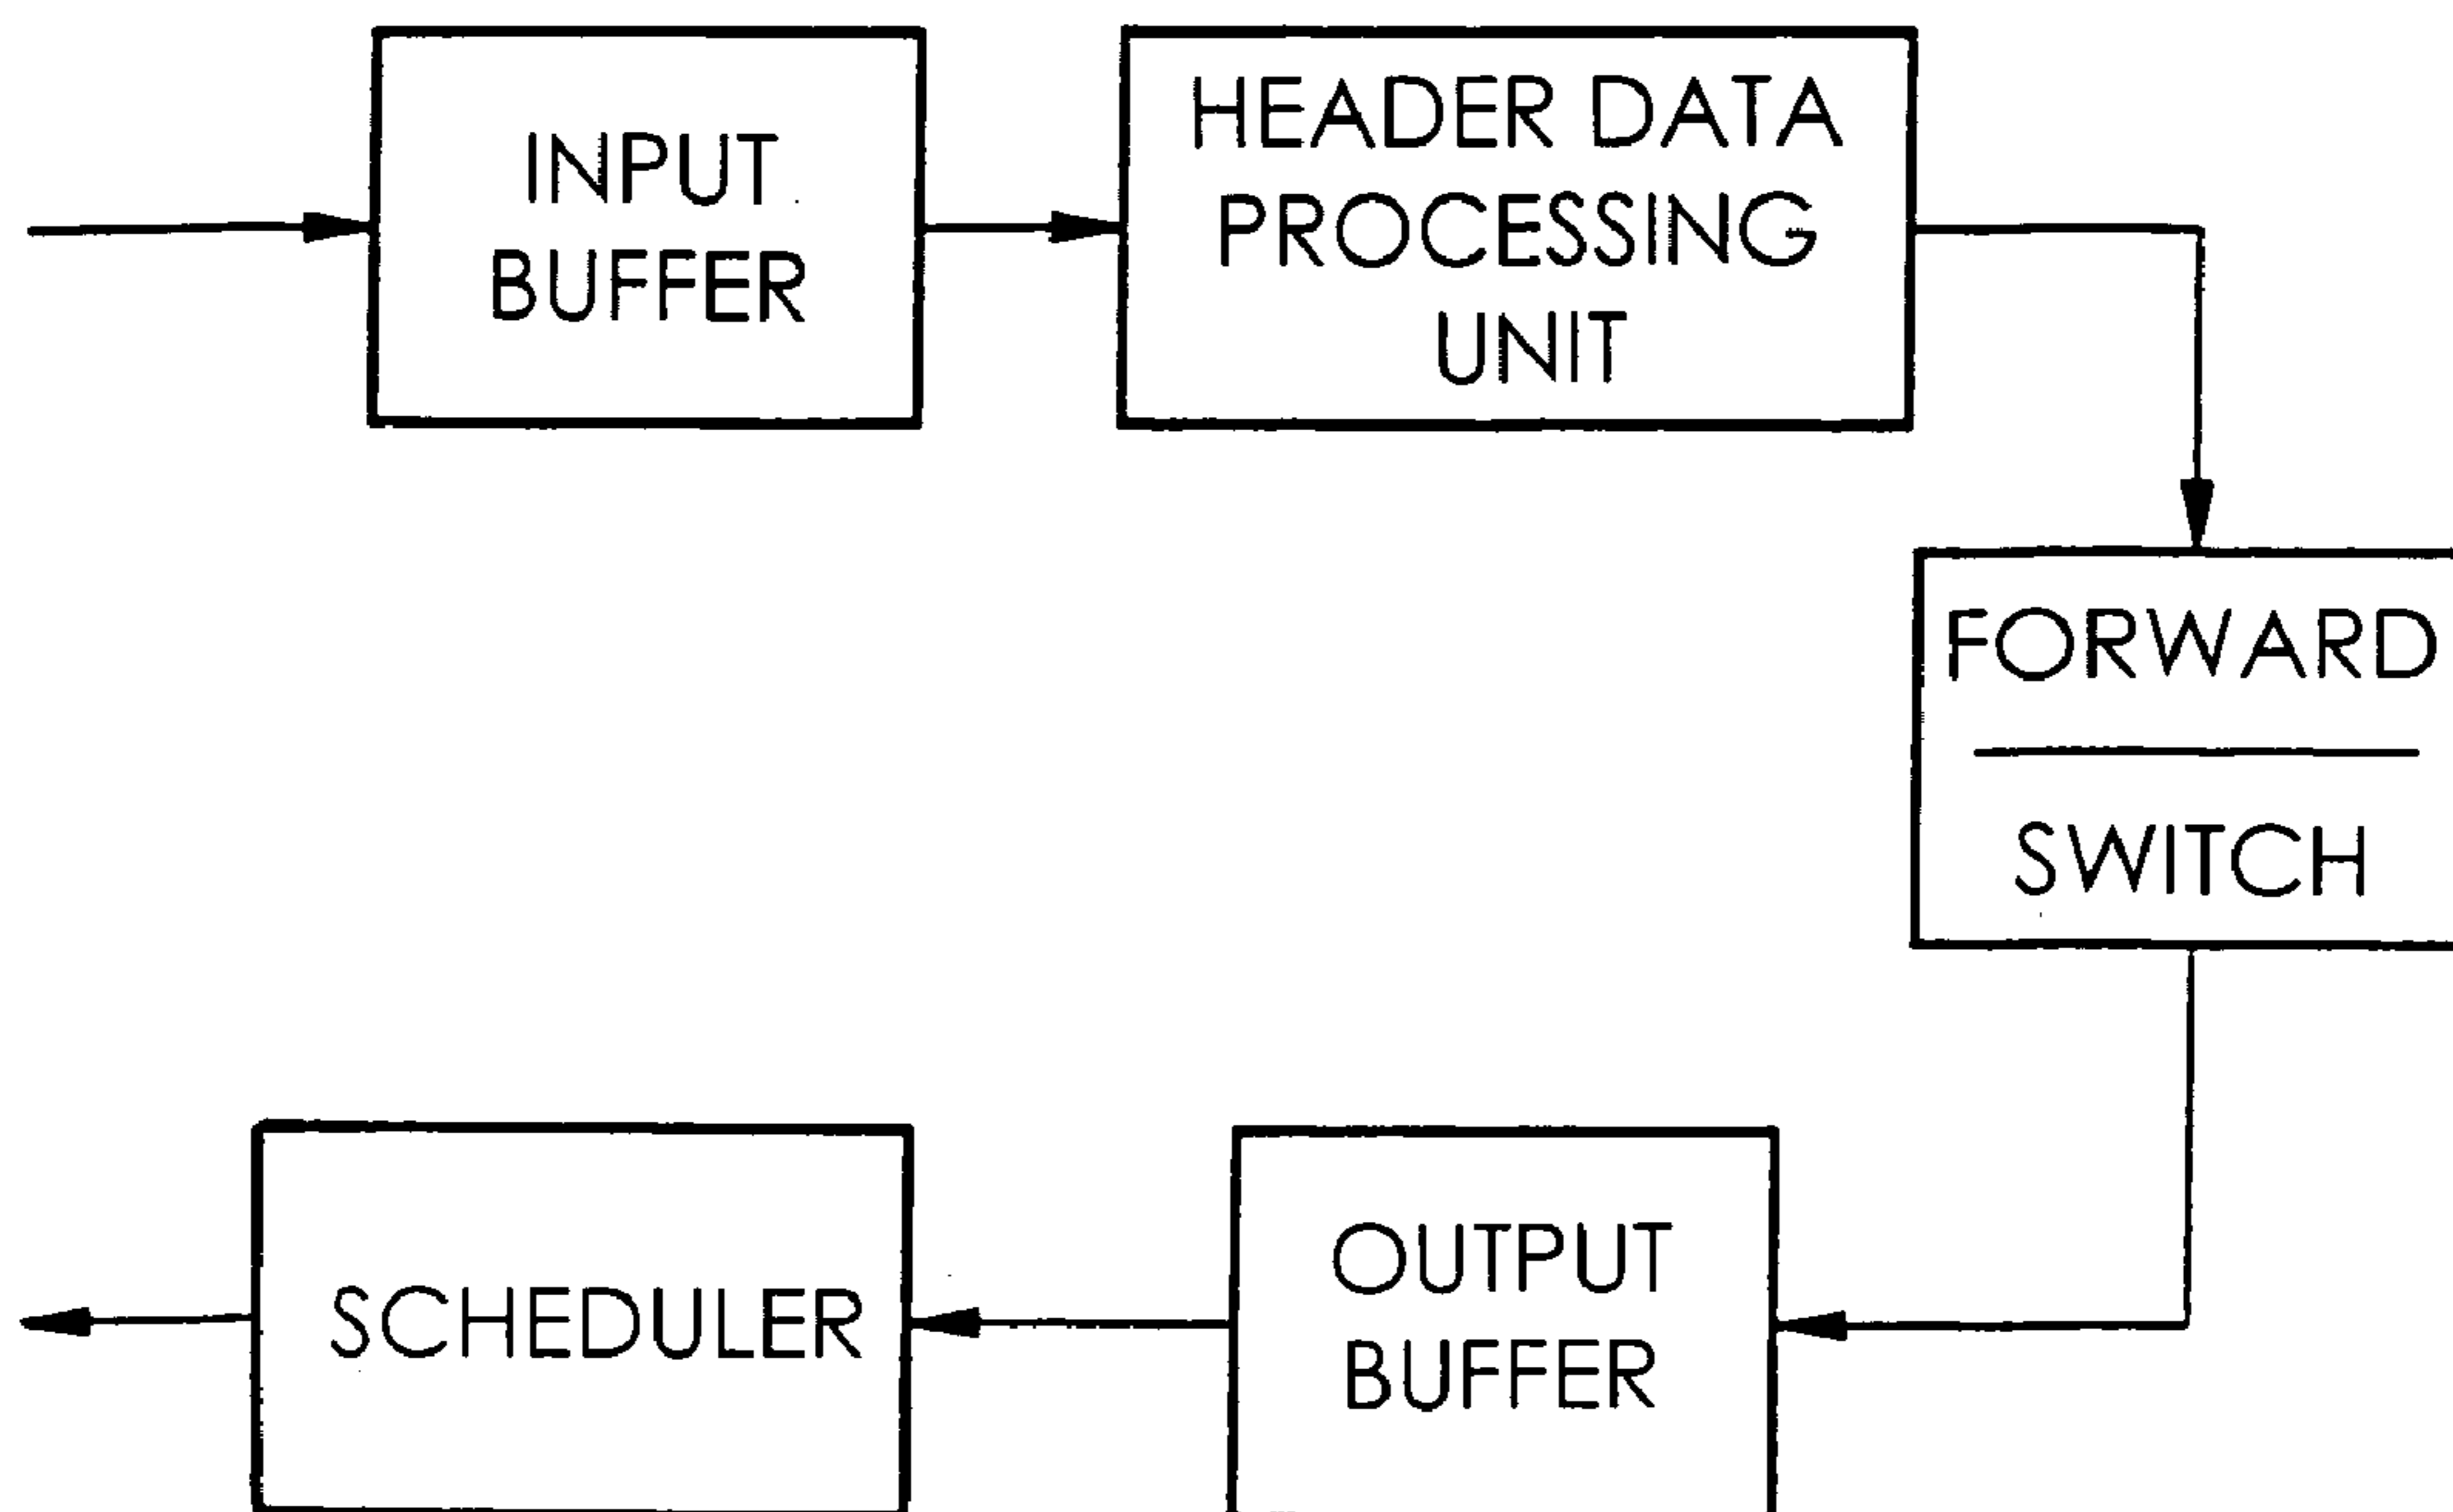 INPUT
BUFFER
HEADER DATA
PROCESSING
UNIT
FORWARD
SWITCH
OUTPUT
BUFFER
SCHEDULER